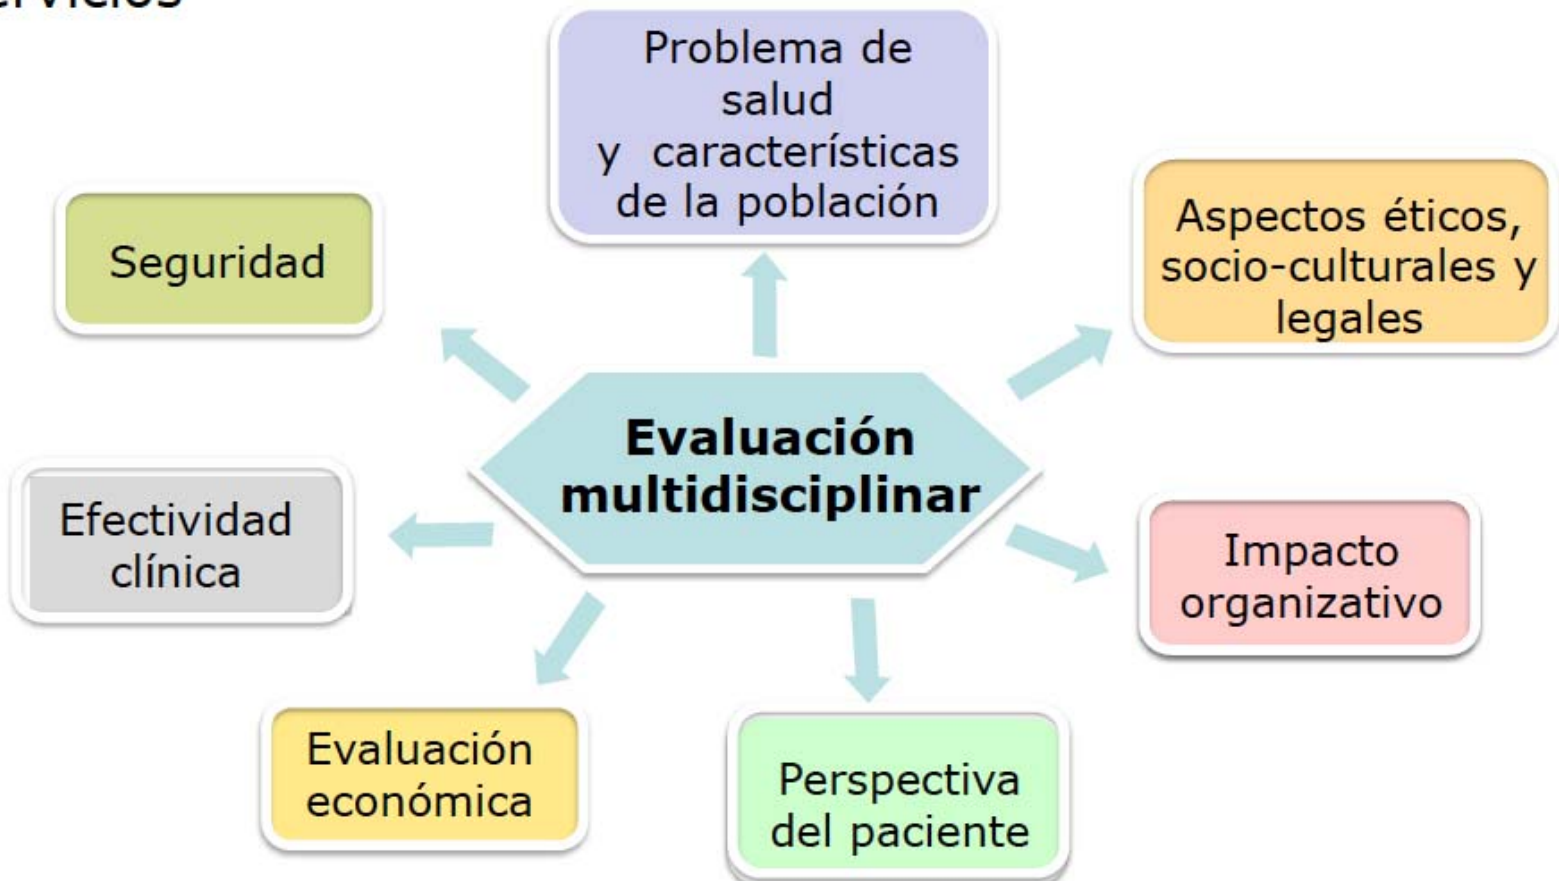 Problema de
salud
y características
de la población
Seguridad
Aspectos éticos,
socio-culturales y
legales
Evaluación
multidisciplinar
Efectividad
clínica
Impacto
organizativo
Evaluación
económica
Perspectiva
del paciente